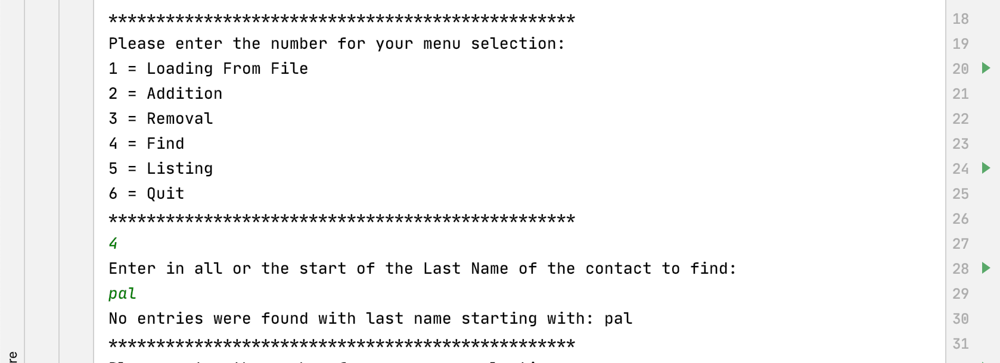 *************************************************
Please enter the number for your menu selection:
1 = Loading From File
2 = Addition
3 = Removal
4 = Find
5 = Listing
6 = Quit
*************************************************
4
Enter in all or the start of the Last Name of the contact to find:
pal
No entries were found with last name starting with: pal
*************************************************
18
19
20
21
22
23
24
25
26
27
28
29
30
31
re